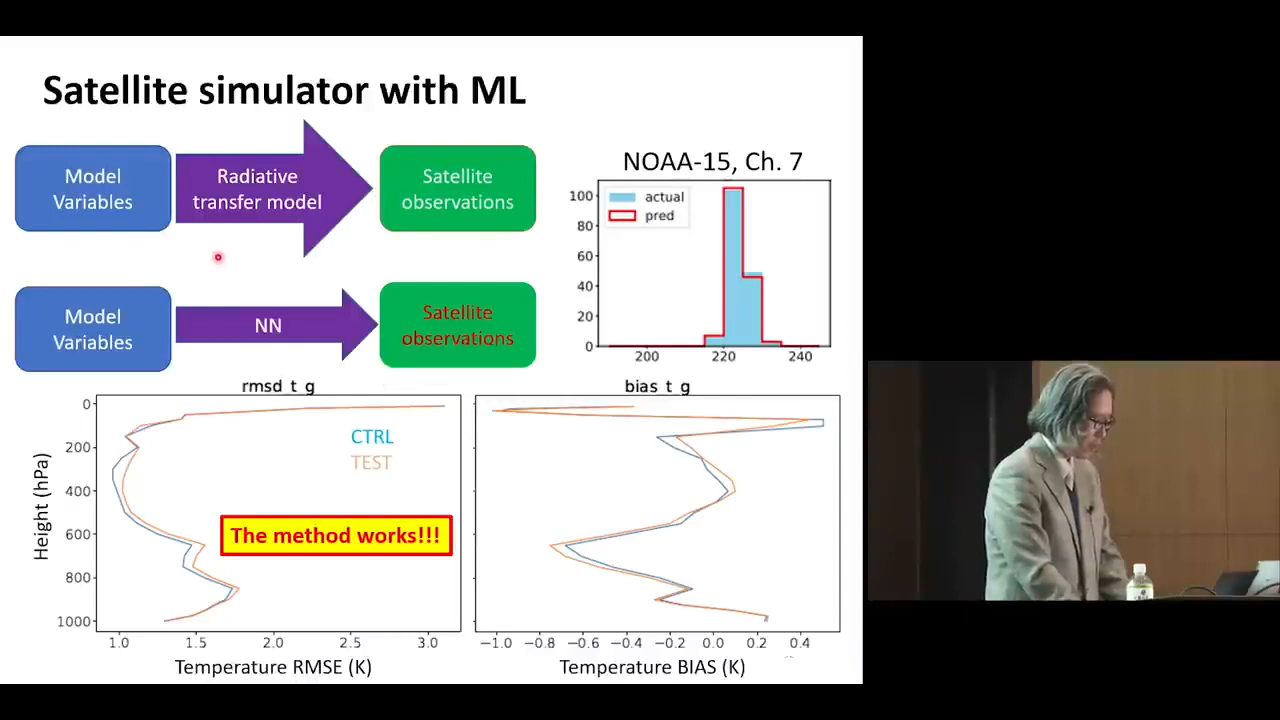 Satellite simulator with ML
Model
Variables
Radiative
transfer model
Satellite
observations
Model
Variables
NN
Satellite
observations
NOAA-15, Ch. 7
100
80
60
40
20
0
actual
pred
200
220
240
rmsd_t_g
0
200
400
600
800
1000
Height (hPa)
CTRL
TEST
The method works!!!
1.0
1.5
2.0
2.5
3.0
Temperature RMSE (K)
bias_t_g
−1.0
−0.8
−0.6
−0.4
−0.2
0.0
0.2
0.4
Temperature BIAS (K)